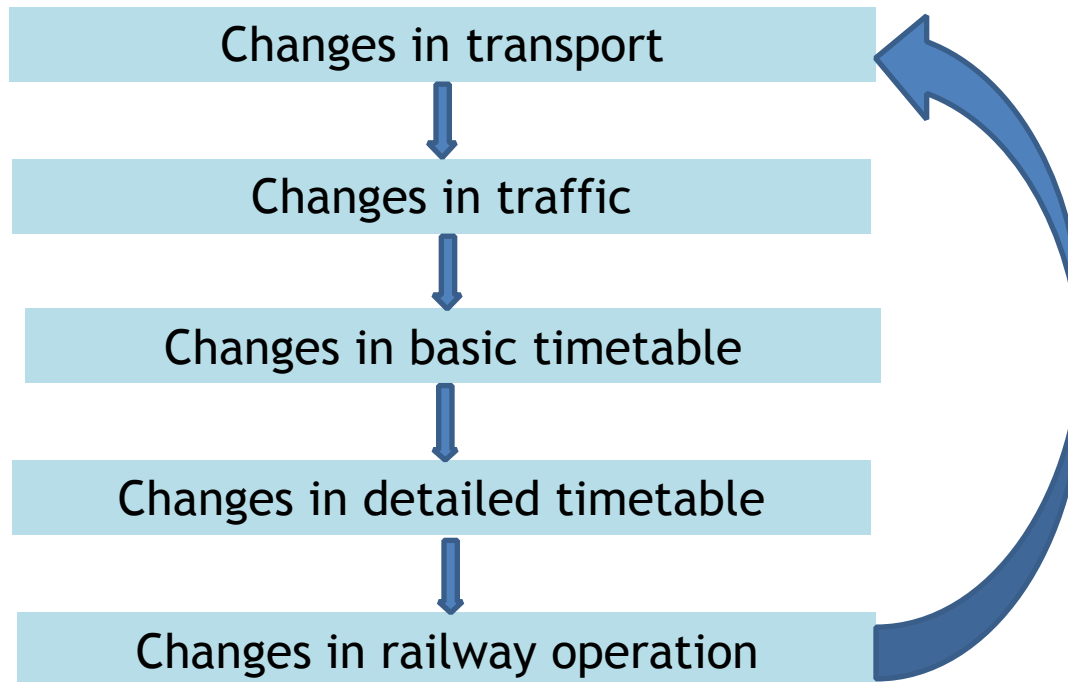 Changes in transport
Changes in traffic
Changes in basic timetable
Changes in detailed timetable
Changes in railway operation